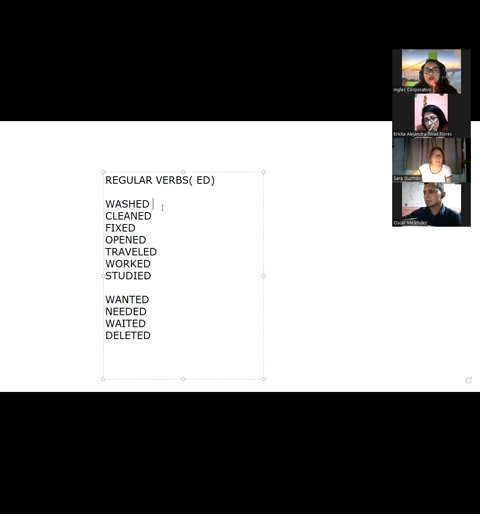 Ingles Corporativo
Ericka Alejandra Rivas Flores
Sara Guzman
Oscar Melendez
REGULAR VERBS( ED)
WASHED
CLEANED
FIXED
OPENED
TRAVELED
WORKED
STUDIED
WANTED
NEEDED
WAITED
DELETED